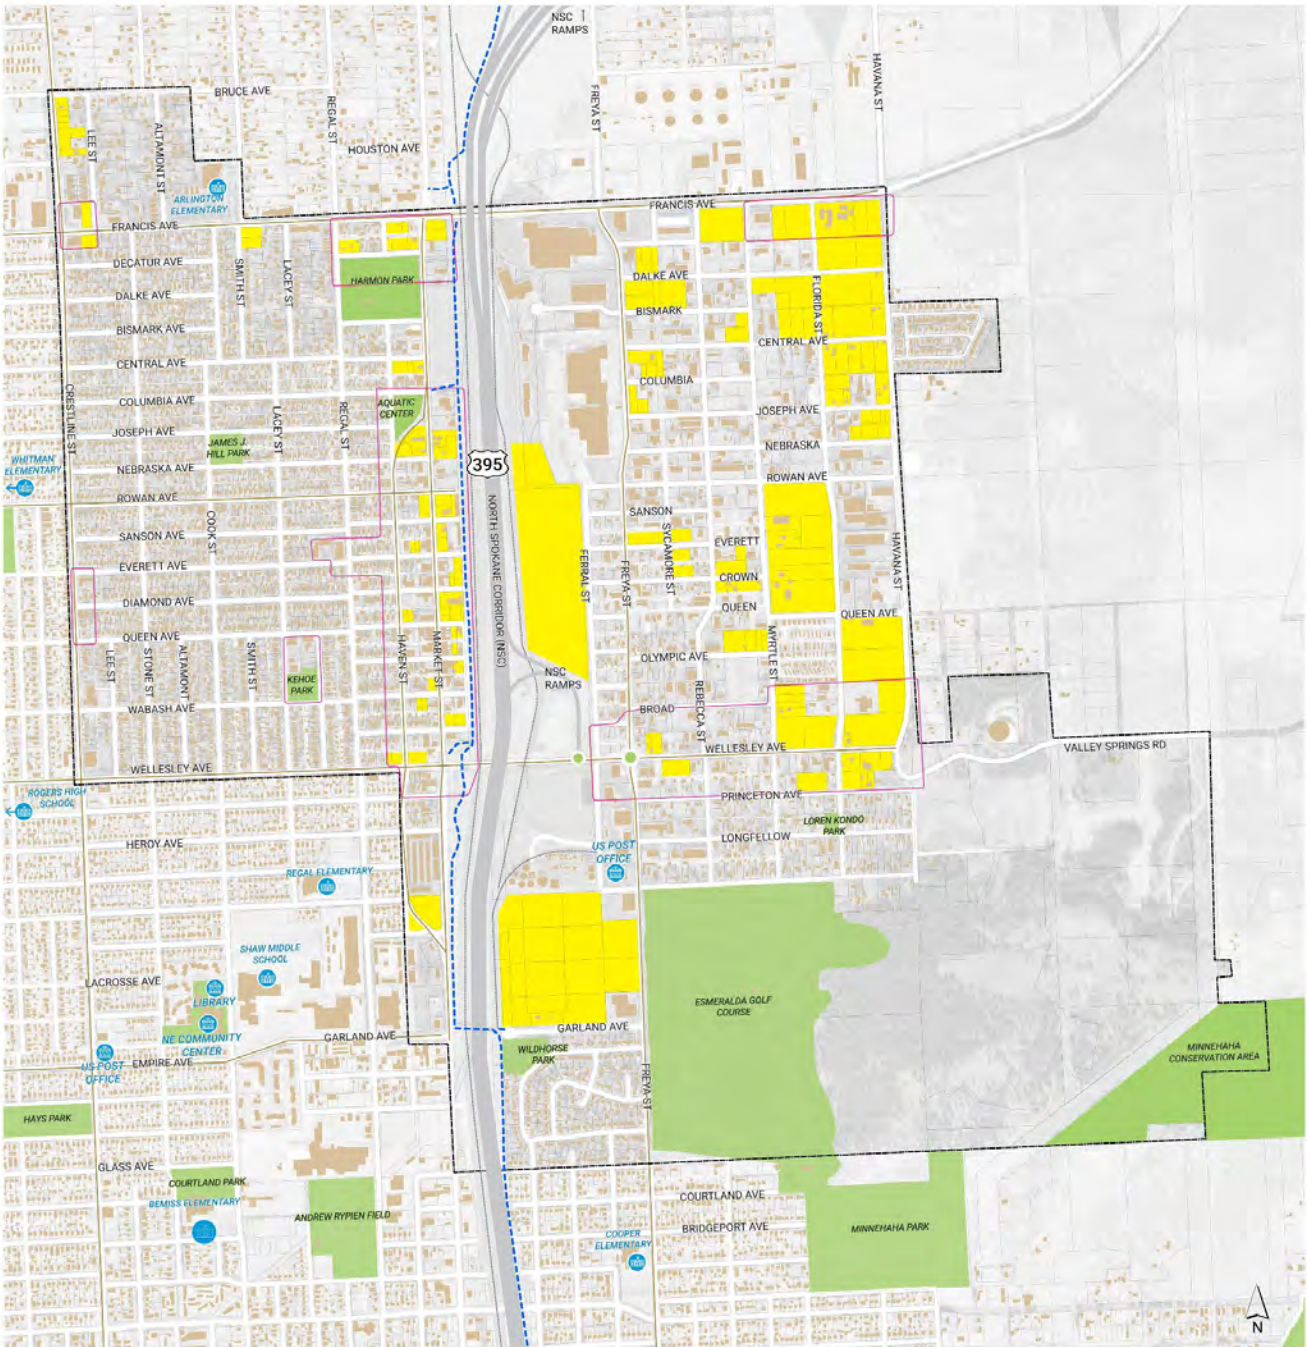 NSC
RAMPS
HAVANA ST
BRUCE AVE
REGAL ST
FREYA ST
LEE ST
ALTAMONT ST
HOUSTON AVE
ARLINGTON
ELEMENTARY
FRANCIS AVE
FRANCIS AVE
DECATUR AVE
SMITH ST
LACEY ST
HARMON PARK
DALKE AVE
FLORIDA ST
DALKE AVE
BISMARK
BISMARK AVE
CENTRAL AVE
CENTRAL AVE
COLUMBIA
CRESTLINE ST
COLUMBIA AVE
LACEY ST
REGAL ST
AQUATIC
CENTER
JOSEPH AVE
JOSEPH AVE
JAMES J.
HILL PARK
NEBRASKA
WHITMAN
ELEMENTARY
NEBRASKA AVE
395
ROWAN AVE
ROWAN AVE
COOK ST
NORTH SPOKANE CORRIDOR (NSC)
SANSON
SYCAMORE ST
SANSON AVE
EVERETT
HAVANA ST
EVERETT AVE
FERRAL ST
FREYA ST
CROWN
DIAMOND AVE
QUEEN
QUEEN AVE
QUEEN AVE
HAVEN ST
MARKET ST
MYRTLE ST
LEE ST
STONE ST
ALTAMONT
SMITH ST
OLYMPIC AVE
NSC
RAMPS
KEHOE
PARK
REBECCA ST
WABASH AVE
BROAD
WELLESLEY AVE
VALLEY SPRINGS RD
WELLESLEY AVE
ROGERS HIGH
SCHOOL
PRINCETON AVE
LOREN KONDO
PARK
HEROY AVE
LONGFELLOW
US POST
OFFICE
REGAL ELEMENTARY
SHAW MIDDLE
SCHOOL
LACROSSE AVE
LIBRARY
ESMERALDA GOLF
COURSE
GARLAND AVE
GARLAND AVE
NE COMMUNITY
CENTER
WILDHORSE
PARK
MINNEHAHA
CONSERVATION AREA
US POST
OFFICE
EMPIRE AVE
FREYA ST
HAYS PARK
GLASS AVE
COURTLAND PARK
BEMISS ELEMENTARY
ANDREW RYPIEN FIELD
COURTLAND AVE
BRIDGEPORT AVE
MINNEHAHA PARK
COOPER
ELEMENTARY
N